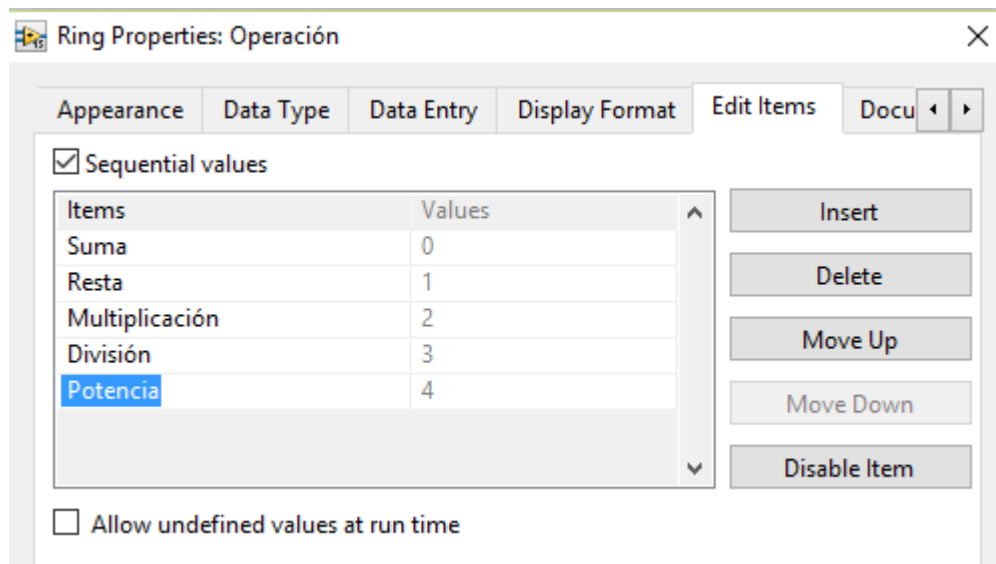 Ring Properties: Operación
Appearance Data Type Data Entry Display Format Edit Items Docu
Sequential values
Items Values
Insert
Suma 0
Resta 1
Delete
Multiplicación 2
Move Up
División 3
Potencia 4
Move Down
Disable Item
Allow undefined values at run time